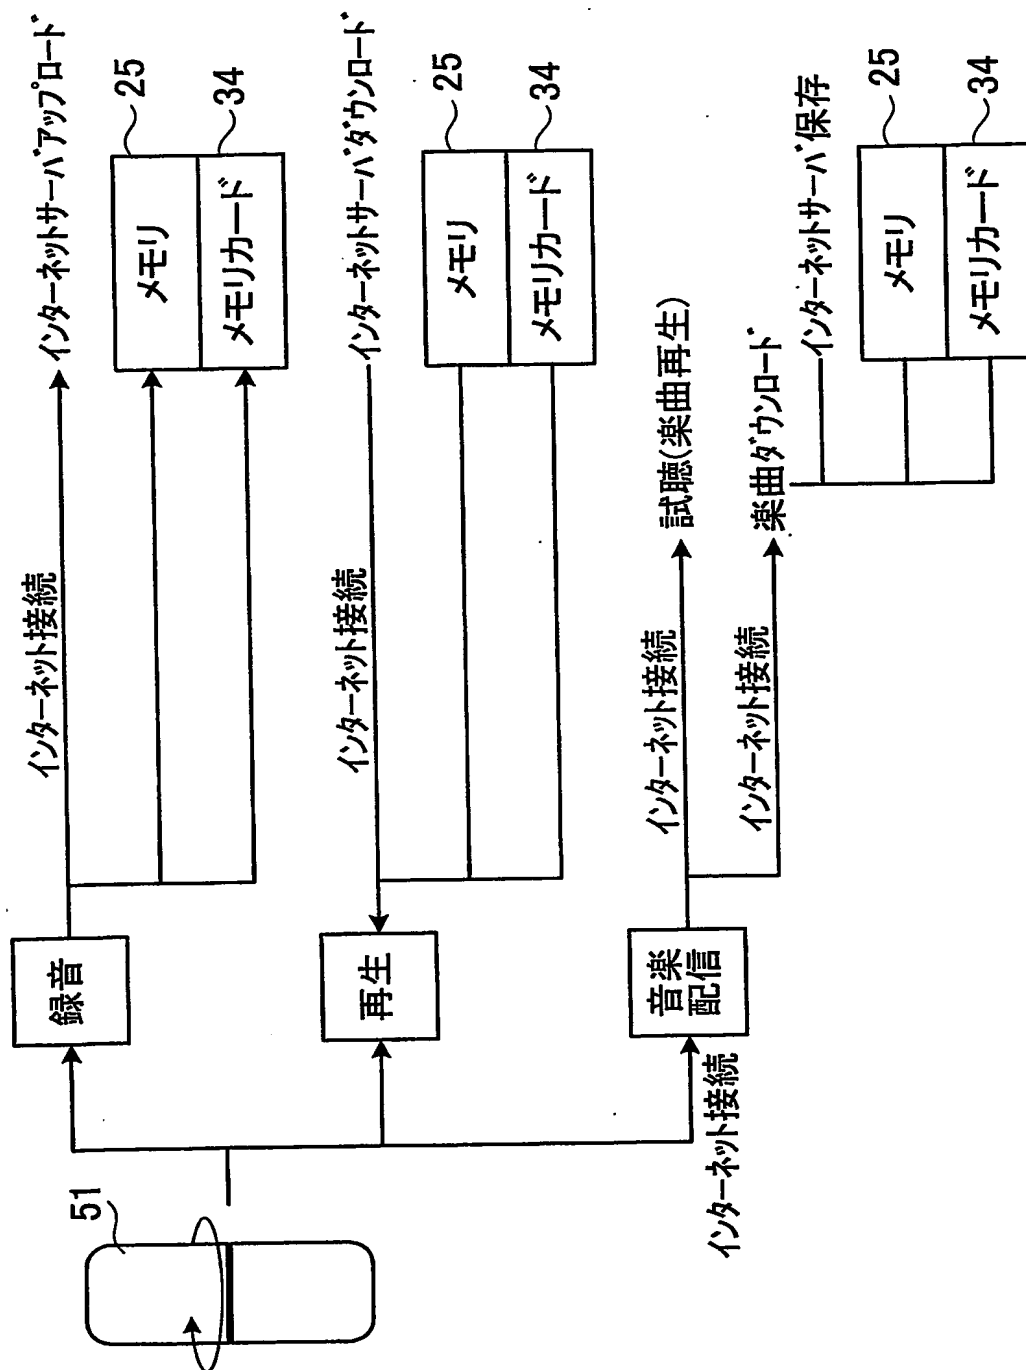 51
録音
インターネット接続
インターネットサーバアップロード
メモリ
25
メモリカード
34
再生
インターネット接続
インターネットサーバダウンロード
メモリ
25
メモリカード
34
インターネット接続
音楽
配信
インターネット接続
試聴(楽曲再生)
インターネット接続
楽曲ダウンロード
インターネットサーバ保存
メモリ
25
メモリカード
34